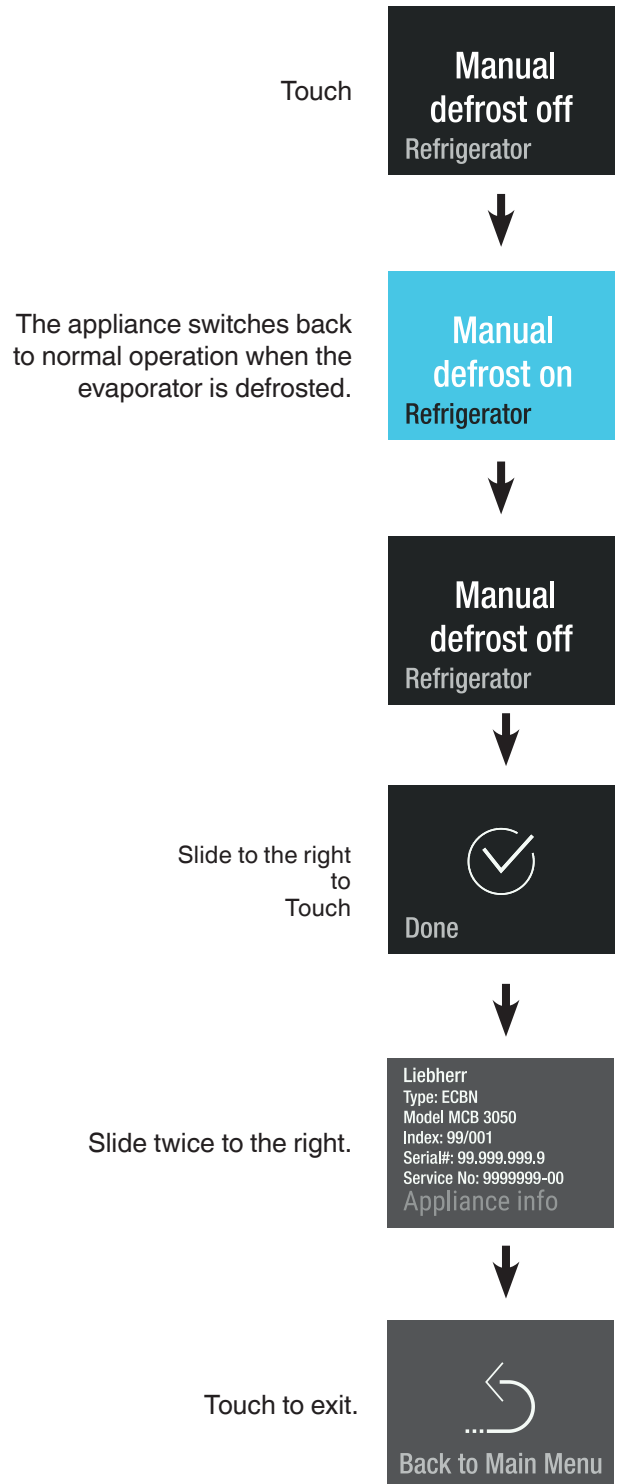 Touch
Manual
defrost off
Refrigerator
The appliance switches back
to normal operation when the
evaporator is defrosted.
Manual
defrost on
Refrigerator
Manual
defrost off
Refrigerator
Slide to the right
to
Touch
Done
Slide twice to the right.
Liebherr
Type: ECBN
Model MCB 3050
Index: 99/001
Serial#: 99.999.999.9
Service No: 9999999-00
Appliance info
Touch to exit.
Back to Main Menu